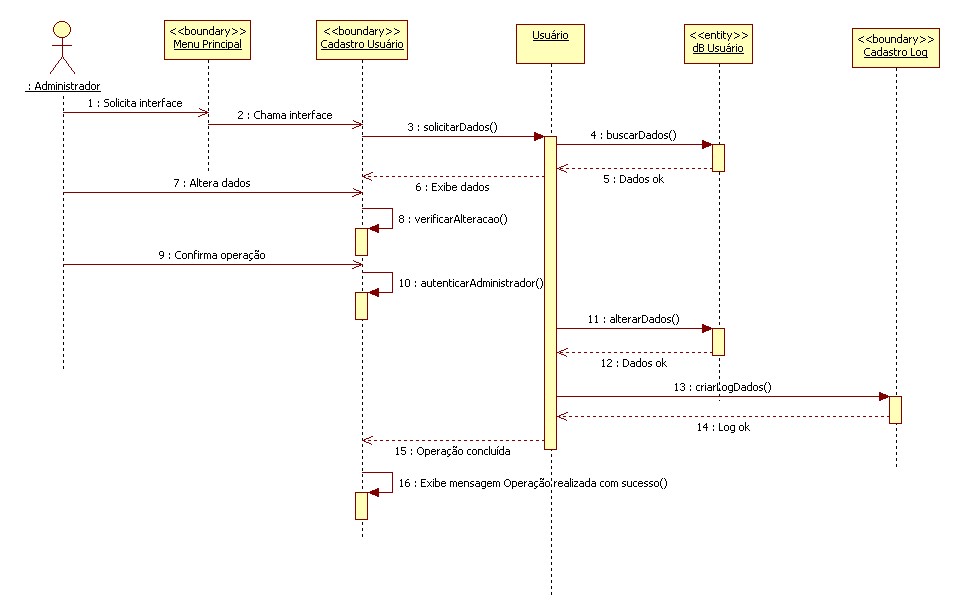 <<boundary>>
Menu Principal
<<boundary>>
Cadastro Usuário
Usuário
<<entity>>
dB Usuário
<<boundary>>
Cadastro Log
: Administrador
1 : Solicita interface
2 : Chama interface
3 : solicitarDados()
4 : buscarDados()
5 : Dados ok
6 : Exibe dados
7 : Altera dados
8 : verificarAlteracao()
9 : Confirma operação
10 : autenticarAdministrador()
11 : alterarDados()
12 : Dados ok
13 : criarLogDados()
14 : Log ok
15 : Operação concluída
16 : Exibe mensagem Operação realizada com sucesso()